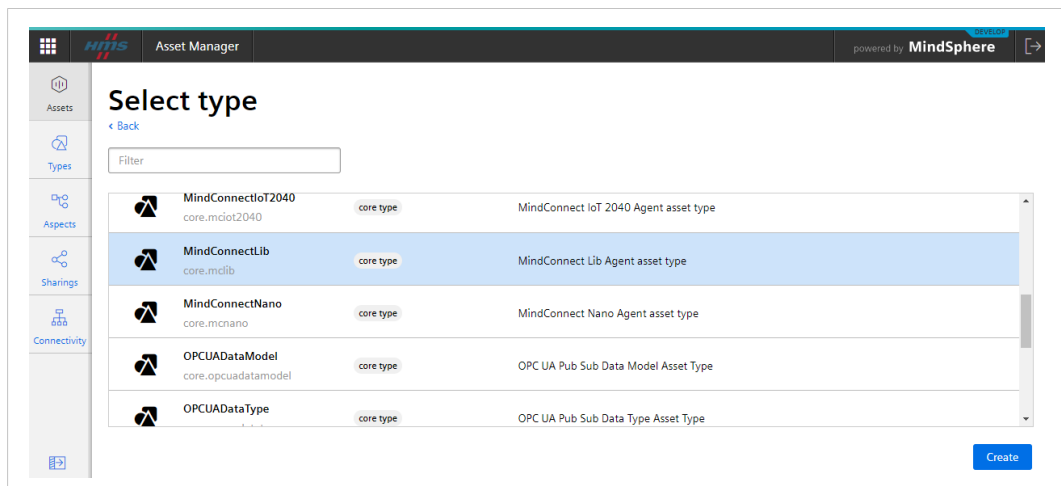 HMS
Asset Manager
DEVELOP
powered by MindSphere
Assets
Types
Aspects
Sharings
Connectivity
Select type
‹ Back
Filter
MindConnectIoT2040
core.mciot2040
core type
MindConnect IoT 2040 Agent asset type
MindConnectLib
core.mclib
core type
MindConnect Lib Agent asset type
MindConnectNano
core.mcnano
core type
MindConnect Nano Agent asset type
OPCUADataModel
core.opcuadatamodel
core type
OPC UA Pub Sub Data Model Asset Type
OPCUADataType
core type
OPC UA Pub Sub Data Type Asset Type
Create